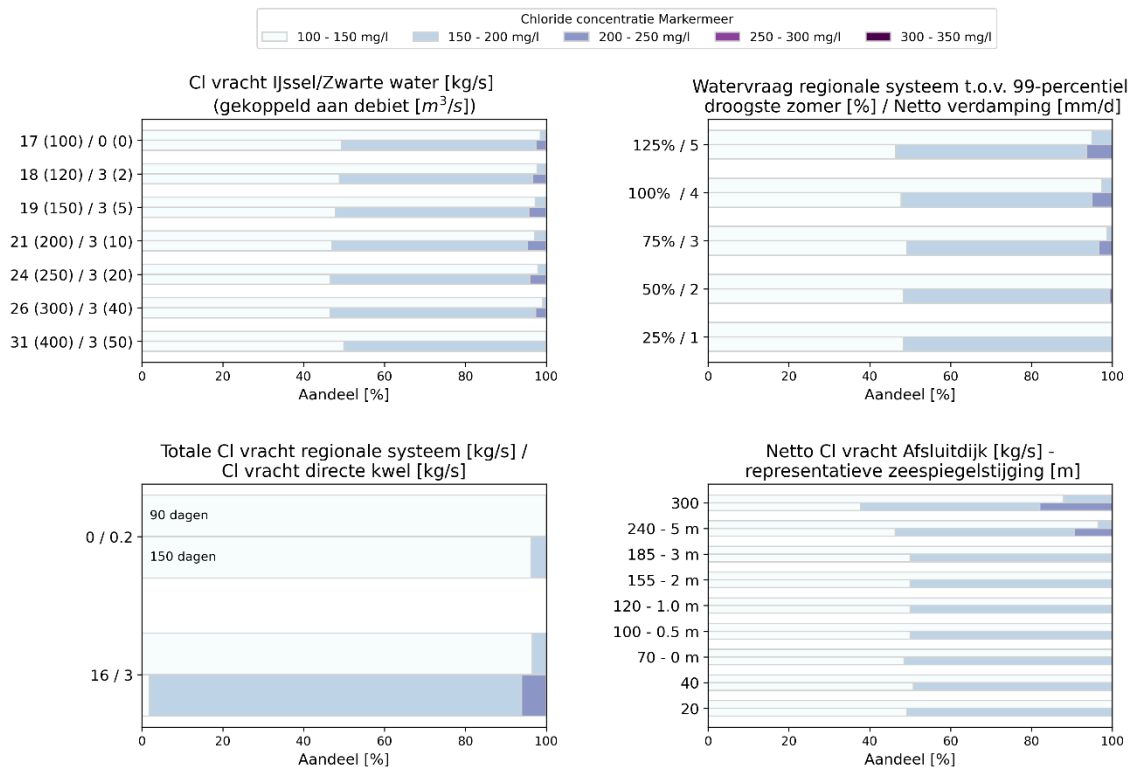 Chloride concentratie Markermeer
100 - 150 mg/l 150 - 200 mg/l 200 - 250 mg/l 250 - 300 mg/l 300 - 350 mg/l
Cl vracht IJssel/Zwarte water [kg/s]
(gekoppeld aan debiet [m³/s])
17 (100) / 0 (0)
18 (120) / 3 (2)
19 (150) / 3 (5)
21 (200) / 3 (10)
24 (250) / 3 (20)
26 (300) / 3 (40)
31 (400) / 3 (50)
0 20 40 60 80 100
Aandeel [%]
Watervraag regionale systeem t.o.v. 99-percentiel
droogste zomer [%] / Netto verdamping [mm/d]
125% / 5
100% / 4
75% / 3
50% / 2
25% / 1
0 20 40 60 80 100
Aandeel [%]
Totale Cl vracht regionale systeem [kg/s] /
Cl vracht directe kwel [kg/s]
90 dagen
0 / 0.2
150 dagen
16 / 3
0 20 40 60 80 100
Aandeel [%]
Netto Cl vracht Afsluitdijk [kg/s] -
representatieve zeespiegelstijging [m]
300
240 - 5 m
185 - 3 m
155 - 2 m
120 - 1.0 m
100 - 0.5 m
70 - 0 m
40
20
0 20 40 60 80 100
Aandeel [%]